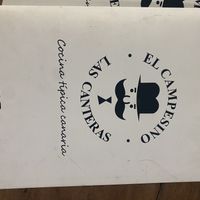 EL CAMPESINO
LAS CANTERAS
Cocina típica canaria